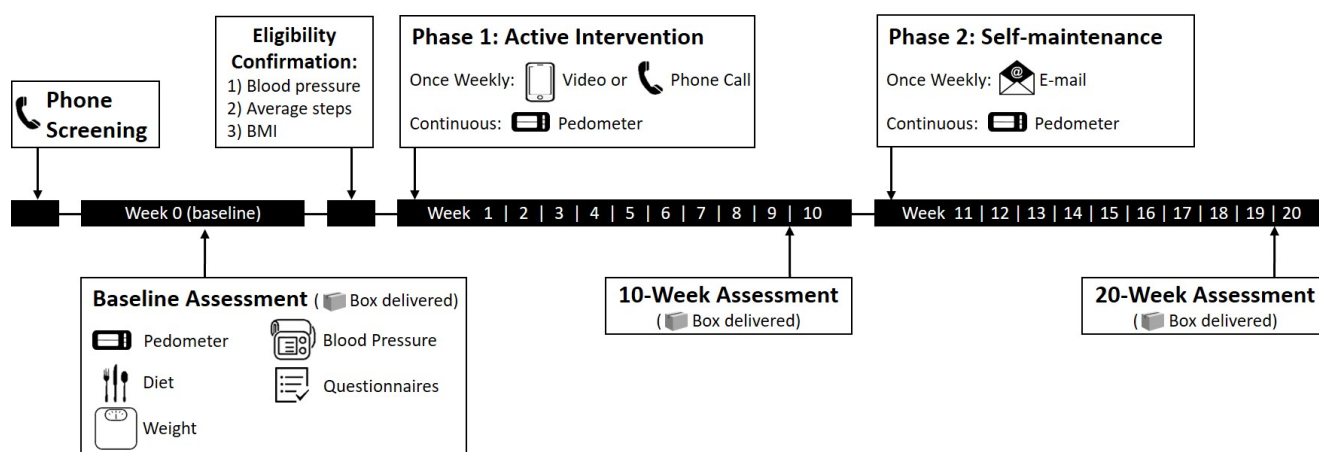 Phone
Screening
Eligibility
Confirmation:
1) Blood pressure
2) Average steps
3) BMI
Phase 1: Active Intervention
Once Weekly: Video or Phone Call
Continuous: Pedometer
Phase 2: Self-maintenance
Once Weekly: @ E-mail
Continuous: Pedometer
Week 0 (baseline)
Week 1 | 2 | 3 | 4 | 5 | 6 | 7 | 8 | 9 | 10
Week 11 | 12 | 13 | 14 | 15 | 16 | 17 | 18 | 19 | 20
Baseline Assessment ( Box delivered)
Pedometer
Blood Pressure
Diet
Questionnaires
Weight
10-Week Assessment
( Box delivered)
20-Week Assessment
( Box delivered)